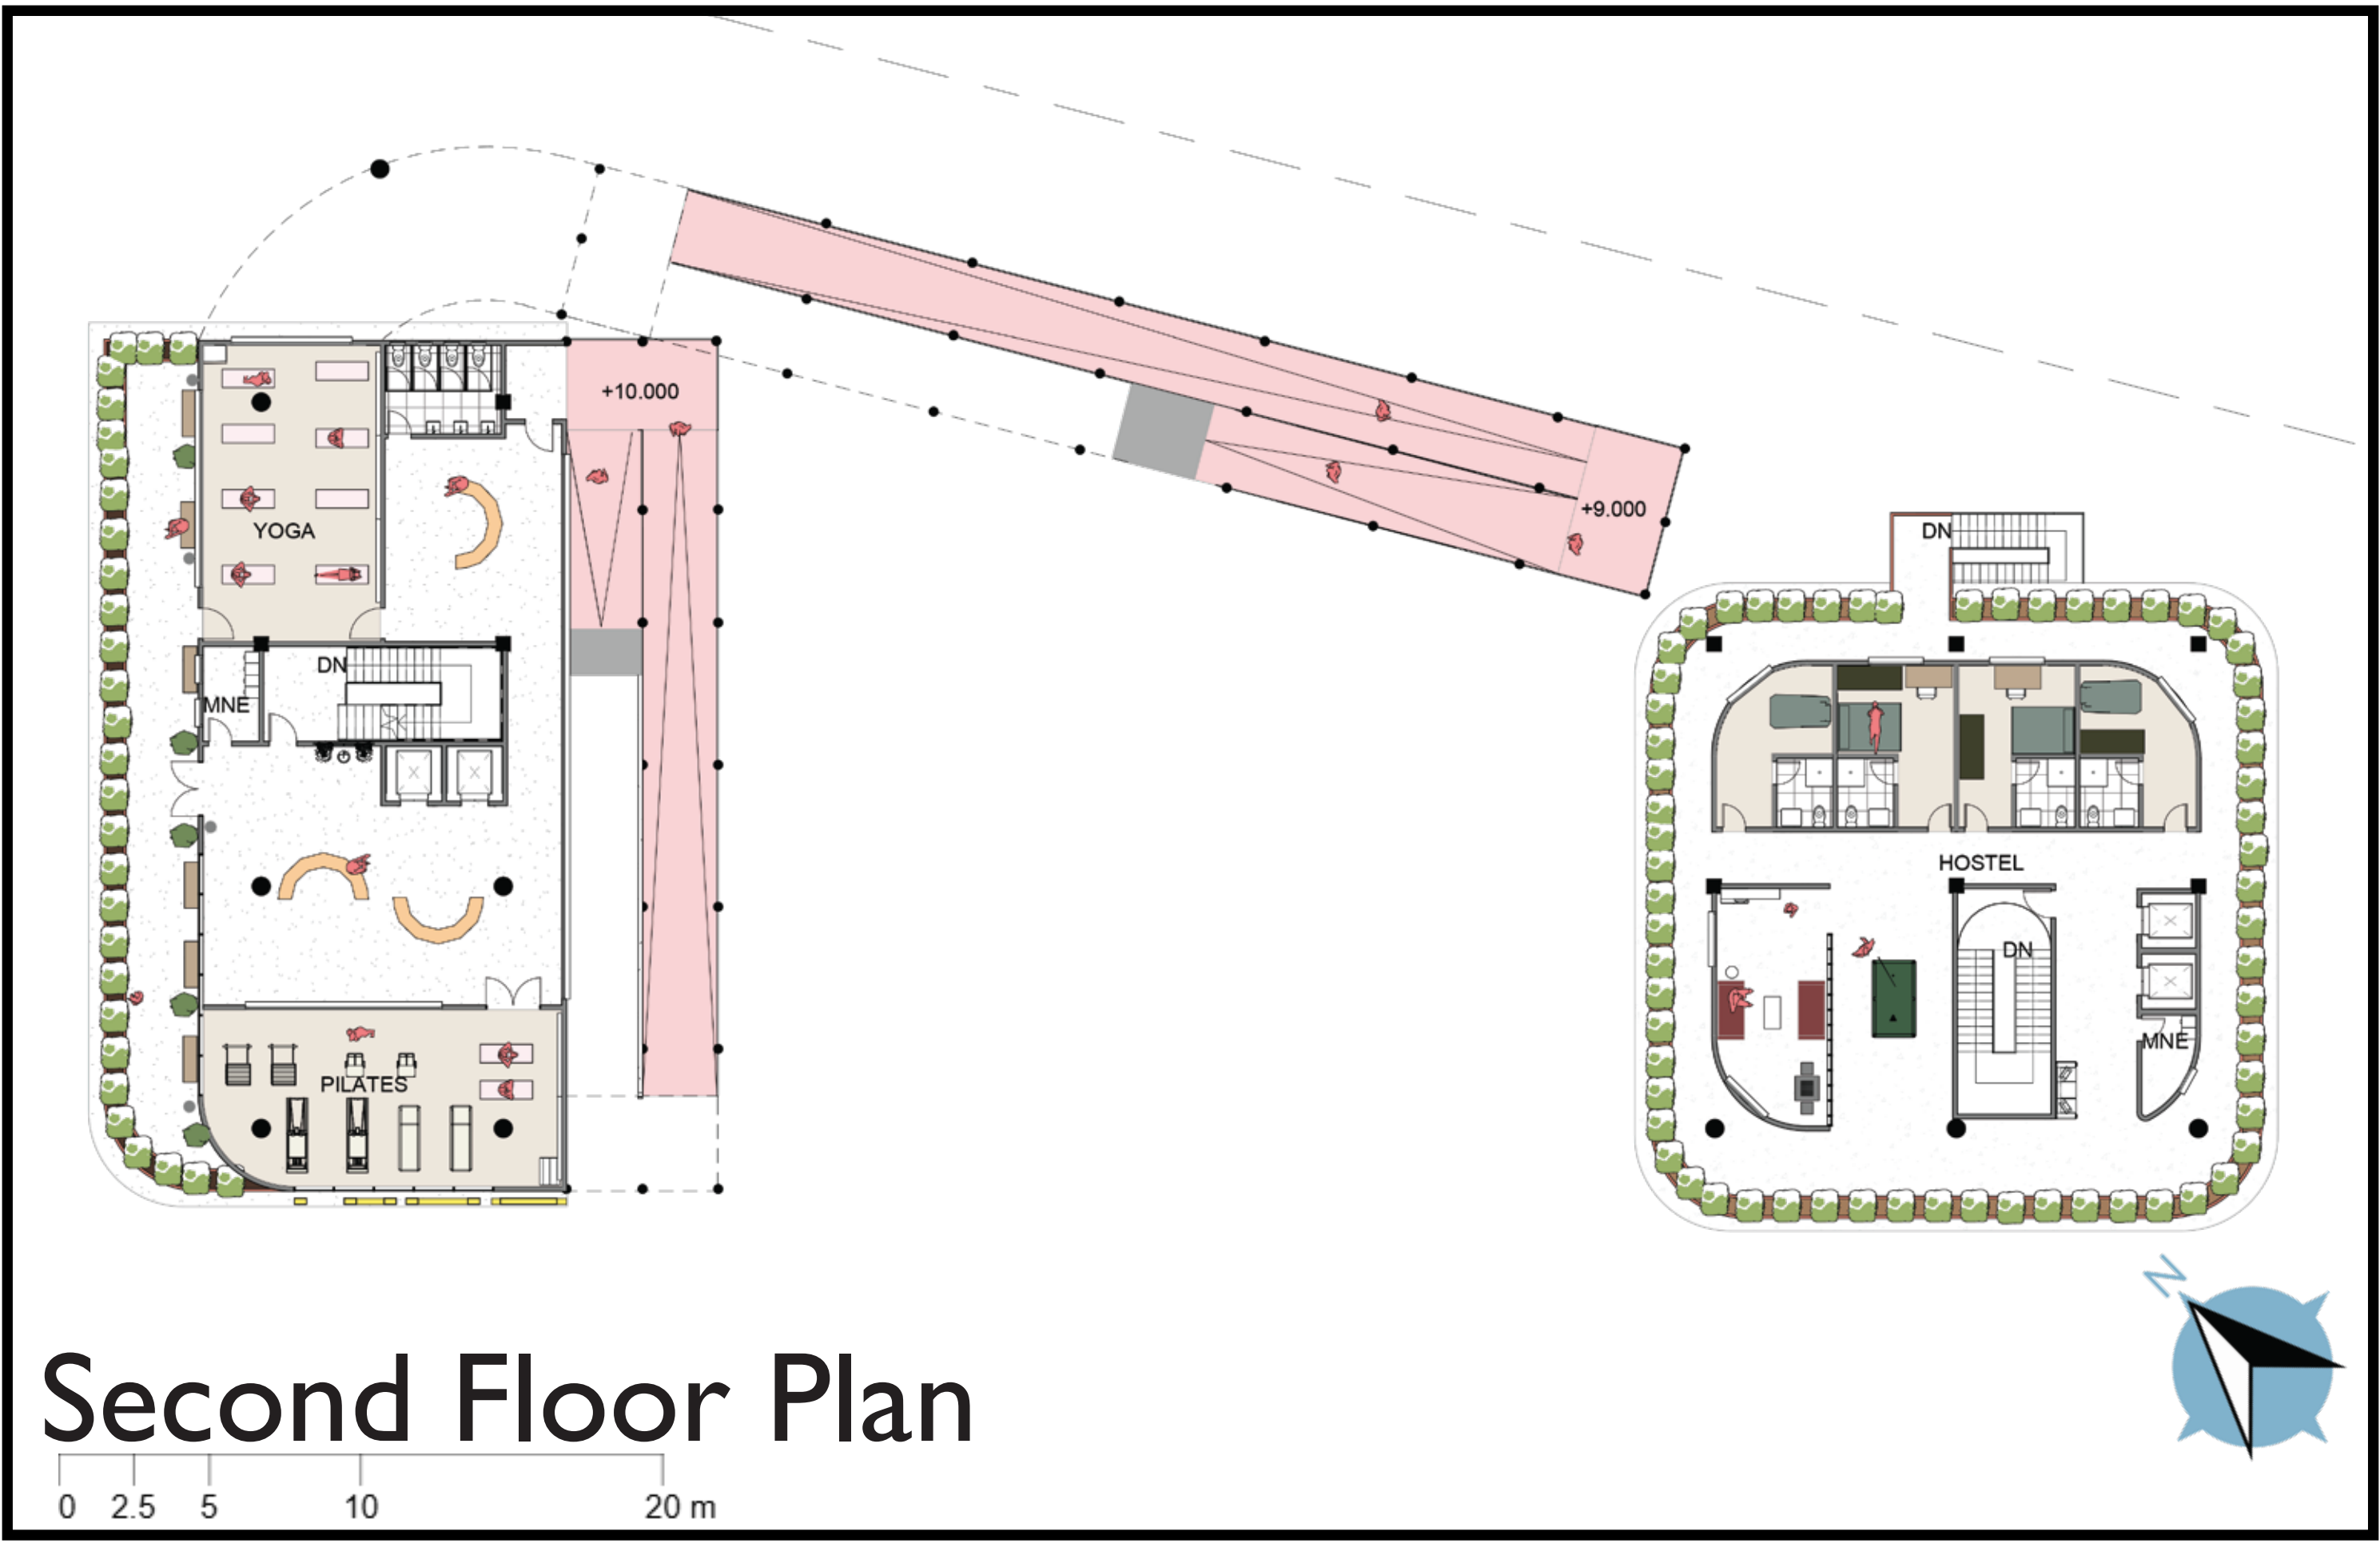 +10.000
+9.000
YOGA
DN
DN
MNE
HOSTEL
DN
MNE
PILATES
N
Second Floor Plan
0 2.5 5 10 20 m